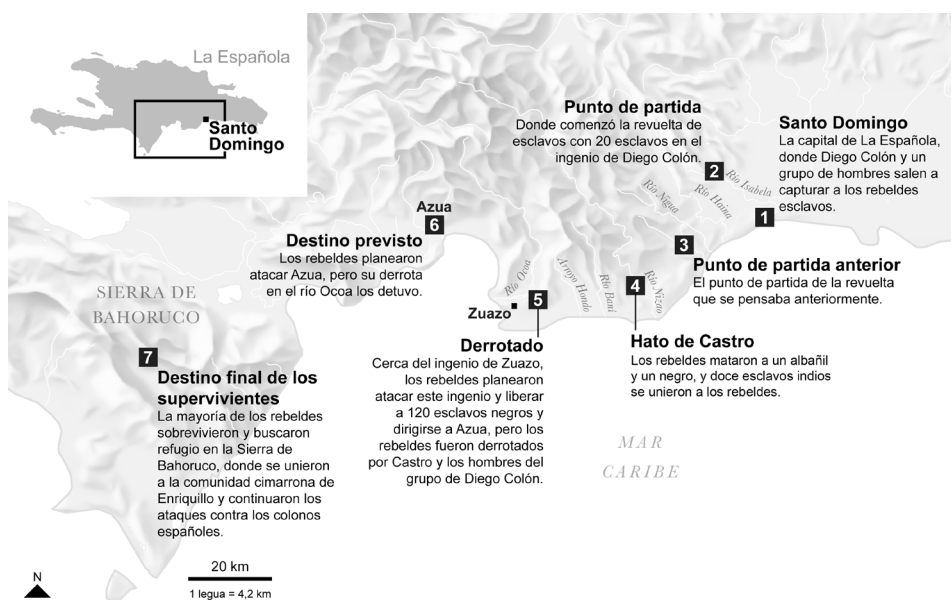 La Española
Santo
Domingo
Punto de partida
Donde comenzó la revuelta de
esclavos con 20 esclavos en el
ingenio de Diego Colón.
2
Río Isabela
Río Haina
Río Nigua
Santo Domingo
La capital de La Española,
donde Diego Colón y un
grupo de hombres salen a
capturar a los rebeldes
esclavos.
1
Azua
6
Destino previsto
Los rebeldes planearon
atacar Azua, pero su derrota
en el río Ocoa los detuvo.
3
Punto de partida anterior
El punto de partida de la revuelta
que se pensaba anteriormente.
Río Ocoa
Arroyo Hondo
Río Bani
Río Nizao
4
Hato de Castro
Los rebeldes mataron a un albañil
y un negro, y doce esclavos indios
se unieron a los rebeldes.
Zuazo
5
Derrotado
Cerca del ingenio de Zuazo,
los rebeldes planearon
atacar este ingenio y liberar
a 120 esclavos negros y
dirigirse a Azua, pero los
rebeldes fueron derrotados
por Castro y los hombres del
grupo de Diego Colón.
SIERRA DE
BAHORUCO
7
Destino final de los
supervivientes
La mayoría de los rebeldes
sobrevivieron y buscaron
refugio en la Sierra de
Bahoruco, donde se unieron
a la comunidad cimarrona de
Enriquillo y continuaron los
ataques contra los colonos
españoles.
MAR
CARIBE
N
20 km
1 legua = 4,2 km